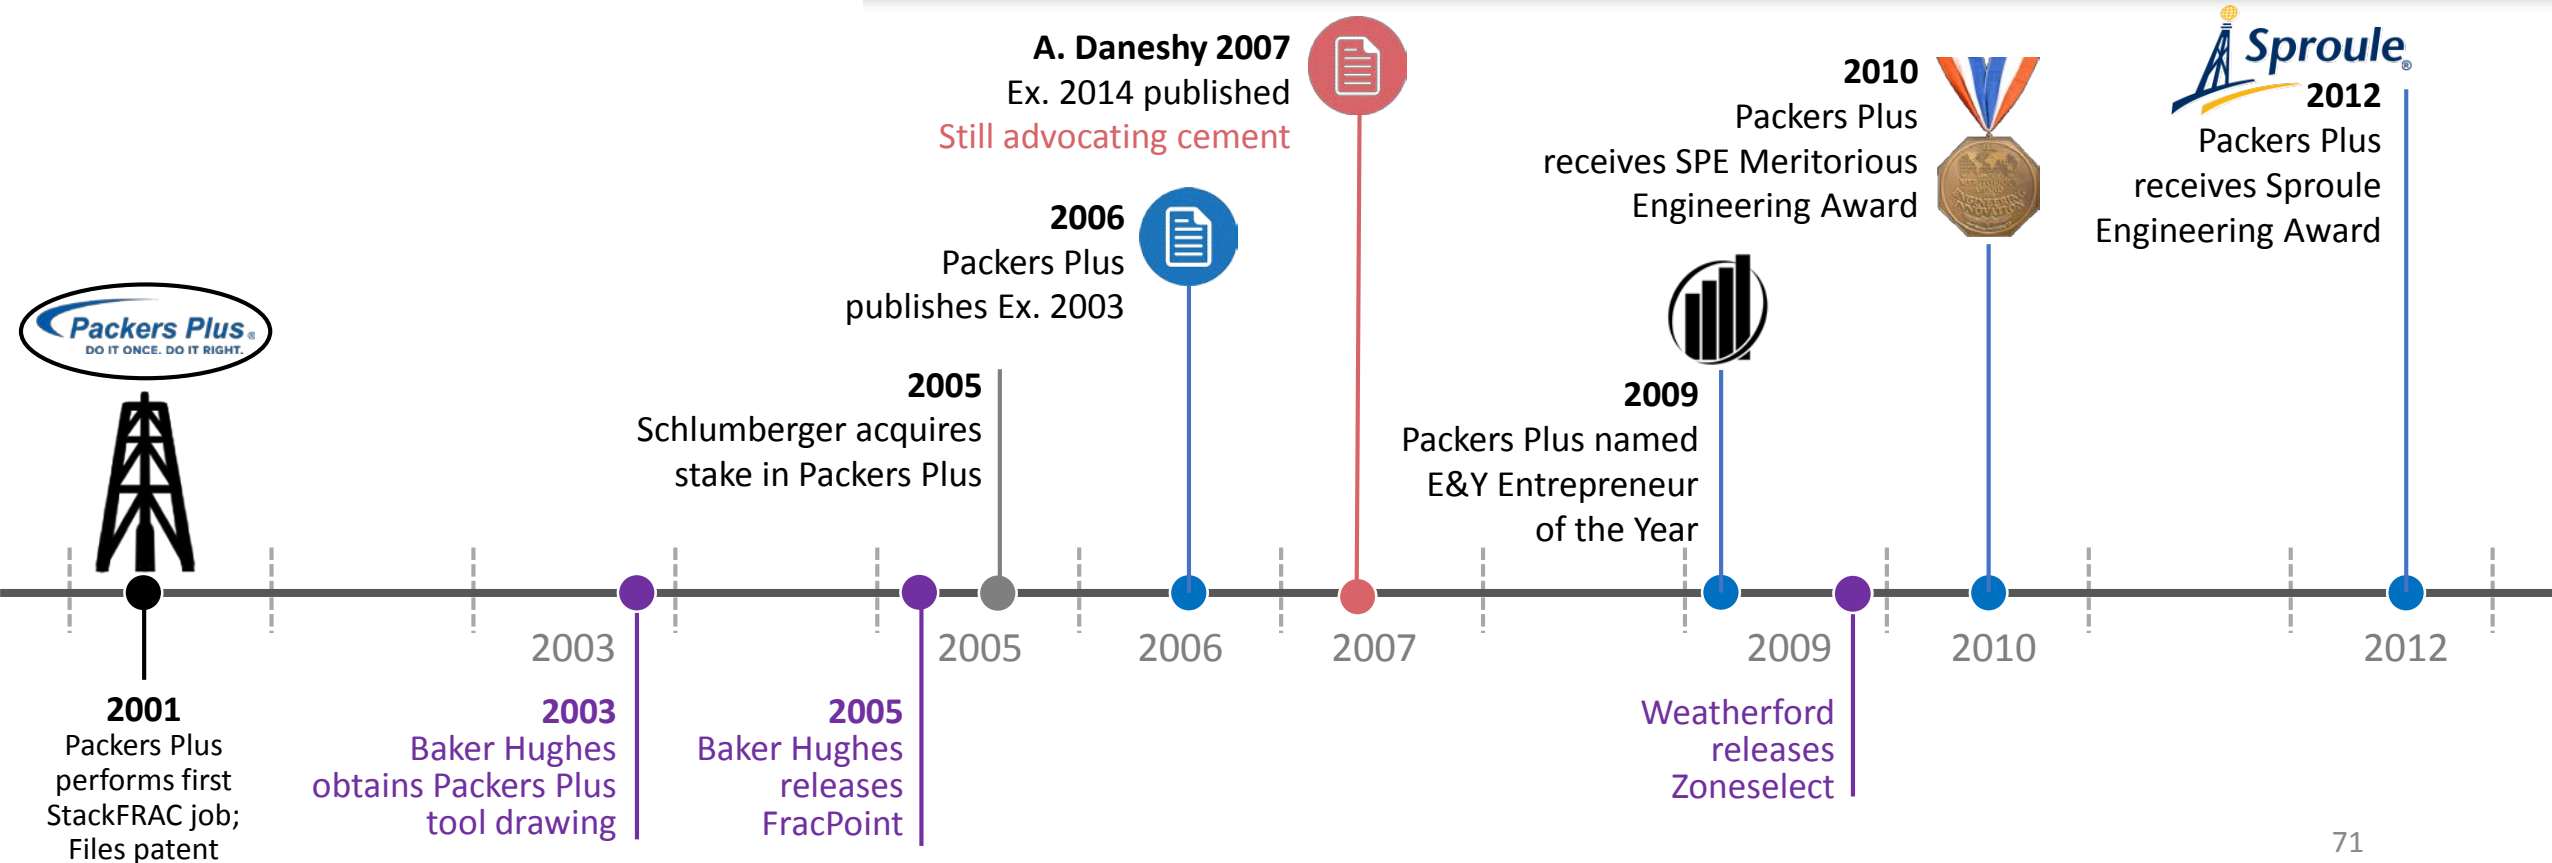 A. Daneshy 2007
Ex. 2014 published
Still advocating cement
2010
Packers Plus
receives SPE Meritorious
Engineering Award
Sproule®
2012
Packers Plus
receives Sproule
Engineering Award
2006
Packers Plus
publishes Ex. 2003
Packers Plus®
DO IT ONCE. DO IT RIGHT.
2005
Schlumberger acquires
stake in Packers Plus
2009
Packers Plus named
E&Y Entrepreneur
of the Year
2003
2005
2006
2007
2009
2010
2012
2001
Packers Plus
performs first
StackFRAC job;
Files patent
2003
Baker Hughes
obtains Packers Plus
tool drawing
2005
Baker Hughes
releases
FracPoint
Weatherford
releases
Zoneselect
71